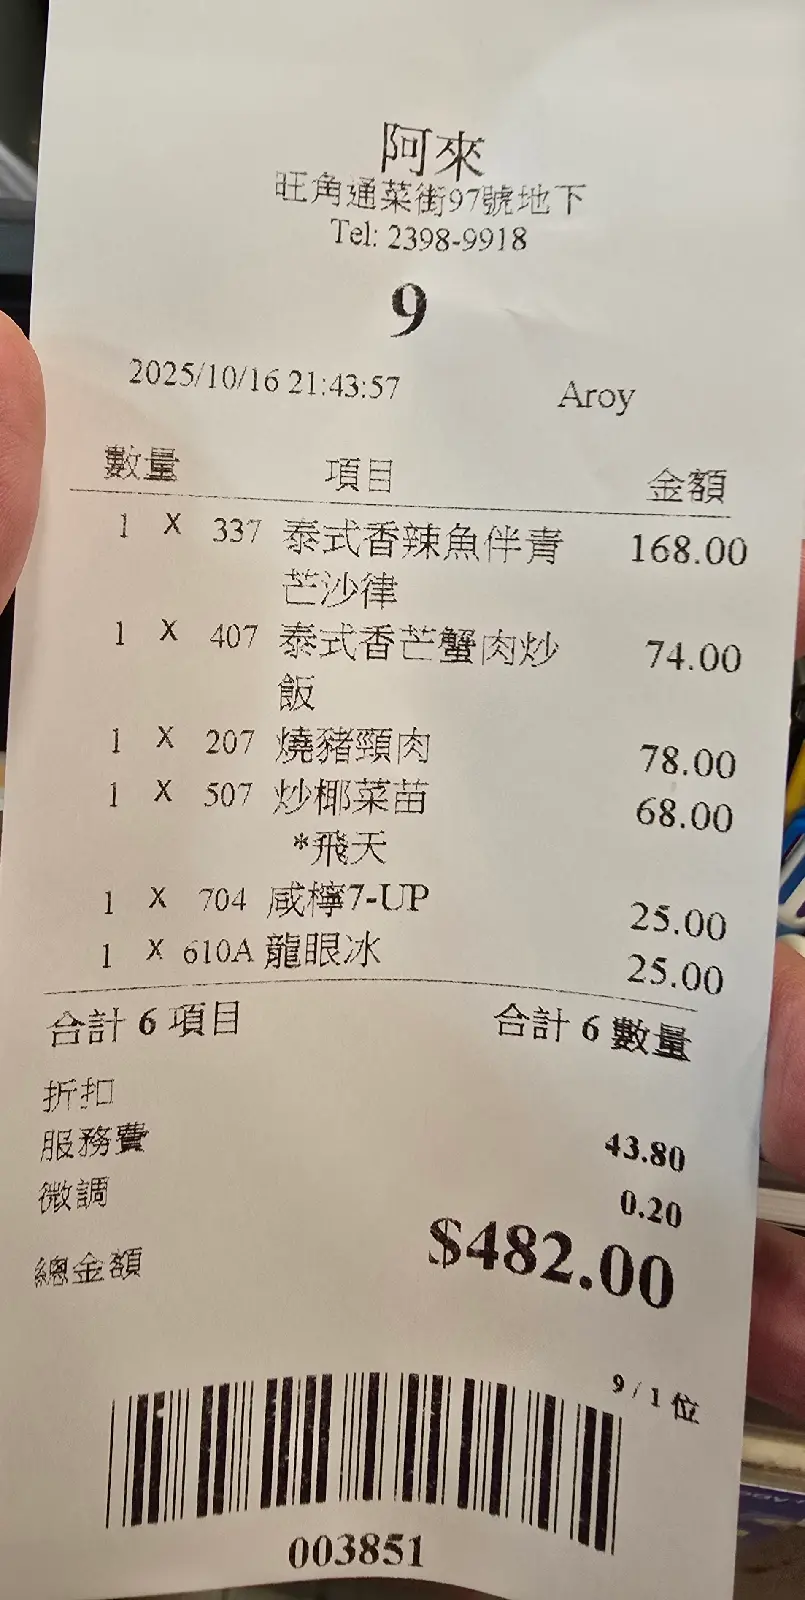 阿來
旺角通菜街97號地下
Tel: 2398-9918
9
2025/10/16 21:43:57 Aroy
數量 項目 金額
1 X 337 泰式香辣魚伴青 168.00
芒沙律
1 X 407 泰式香芒蟹肉炒 74.00
飯
1 X 207 燒豬頸肉 78.00
1 X 507 炒椰菜苗 68.00
*飛天
1 X 704 咸檸7-UP 25.00
1 X 610A 龍眼冰 25.00
合計 6 項目 合計 6 數量
折扣
服務費 43.80
微調 0.20
總金額 $482.00
9 / 1 位
003851